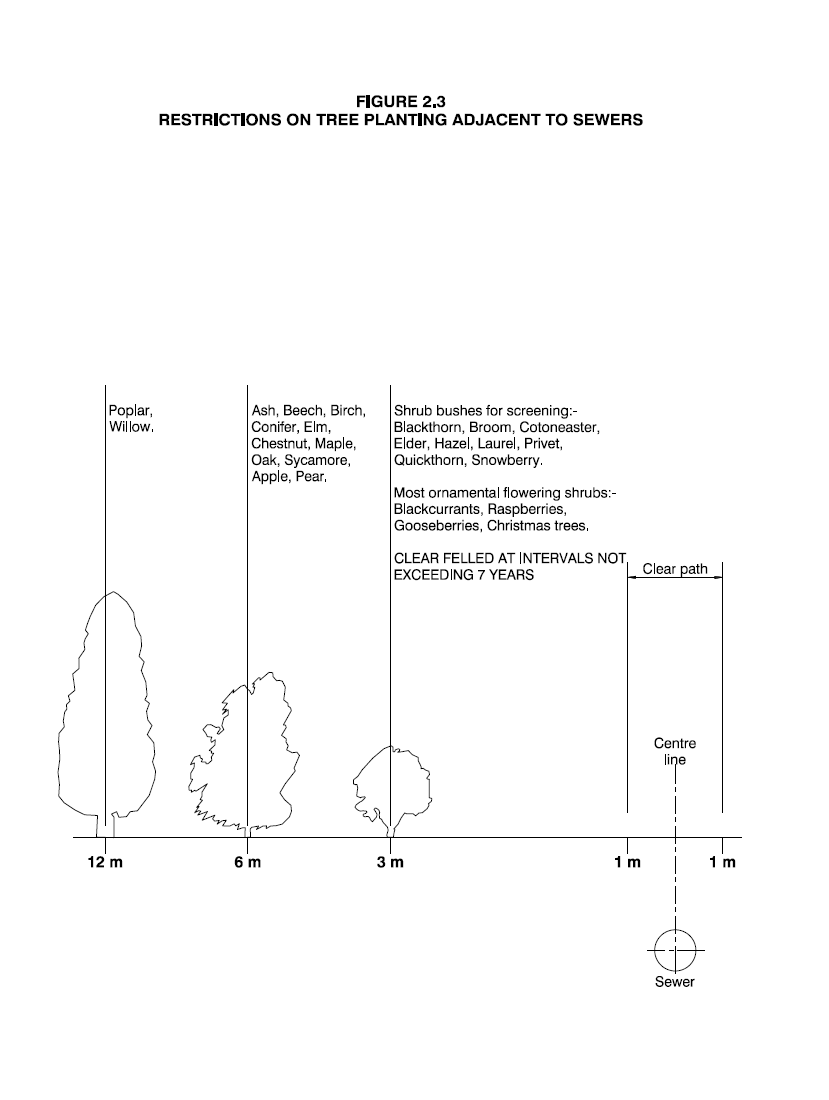 FIGURE 2.3
RESTRICTIONS ON TREE PLANTING ADJACENT TO SEWERS
Poplar,
Willow.
Ash, Beech, Birch,
Conifer, Elm,
Chestnut, Maple,
Oak, Sycamore,
Apple, Pear.
Shrub bushes for screening:-
Blackthorn, Broom, Cotoneaster,
Elder, Hazel, Laurel, Privet,
Quickthorn, Snowberry.
Most ornamental flowering shrubs:-
Blackcurrants, Raspberries,
Gooseberries, Christmas trees.
CLEAR FELLED AT INTERVALS NOT
EXCEEDING 7 YEARS
Clear path
Centre
line
12 m
6 m
3 m
1 m
1 m
Sewer